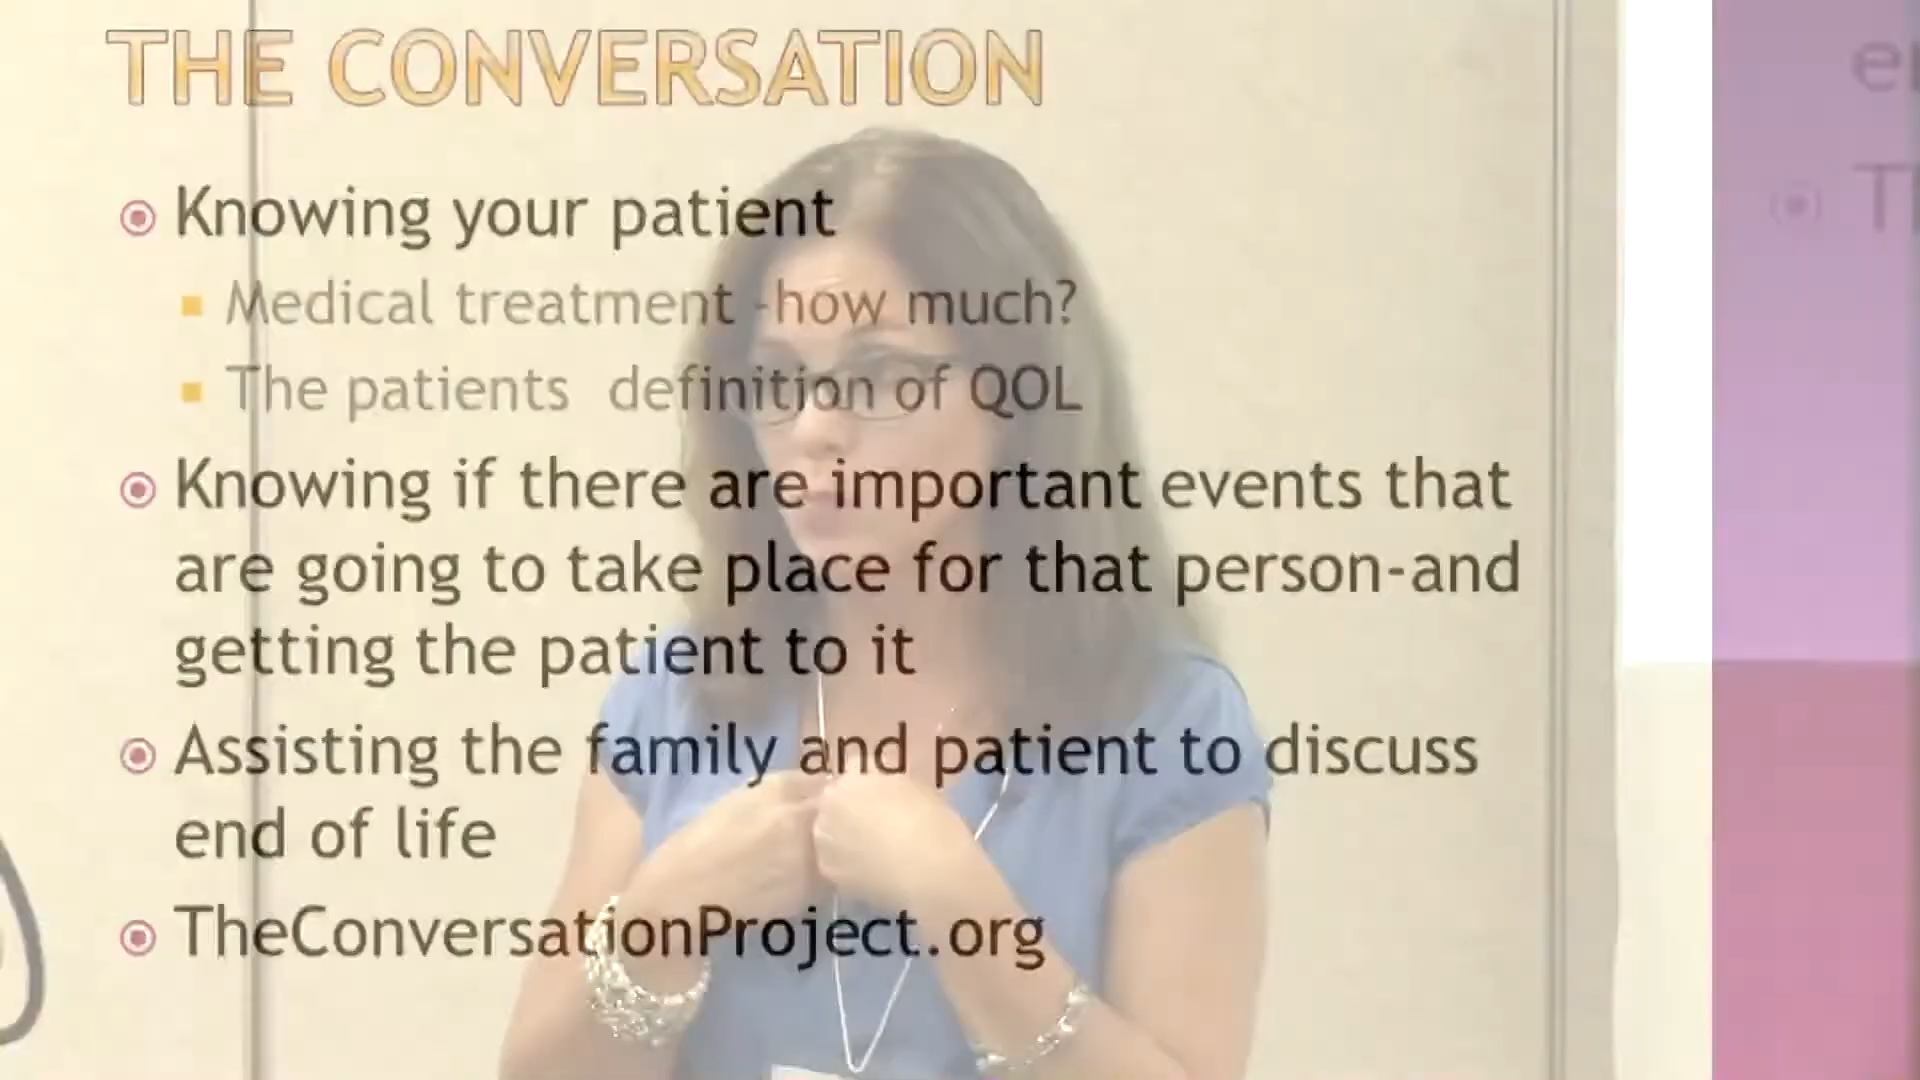 THE CONVERSATION
Knowing your patient
Medical treatment -how much?
The patients definition of QOL
Knowing if there are important events that
are going to take place for that person-and
getting the patient to it
Assisting the family and patient to discuss
end of life
TheConversationProject.org